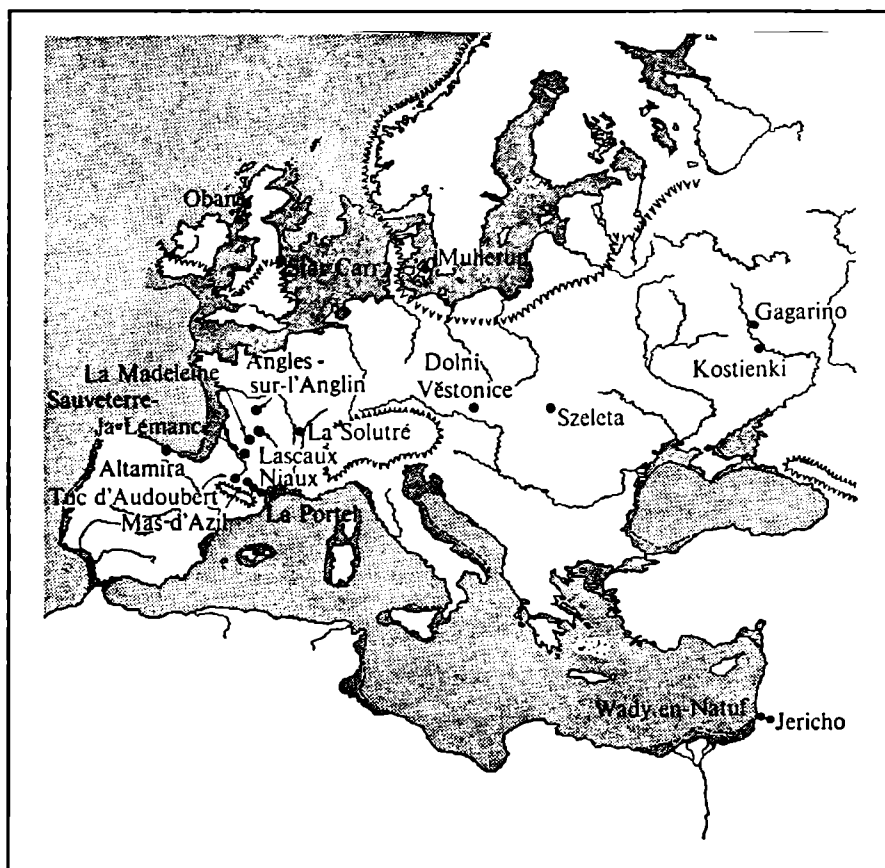 Oban
Star Carr
Mullerup
Gagarino
Kostienki
Dolni
Věstonice
Szeleta
Angles -
sur-l'Anglin
La Madeleine
Sauveterre-
la-Lémance
La Solutré
Lascaux
Altamira
Niaux
Tuc d'Audoubert
Mas-d'Azil
La Portel
Wady en-Natuf
Jericho